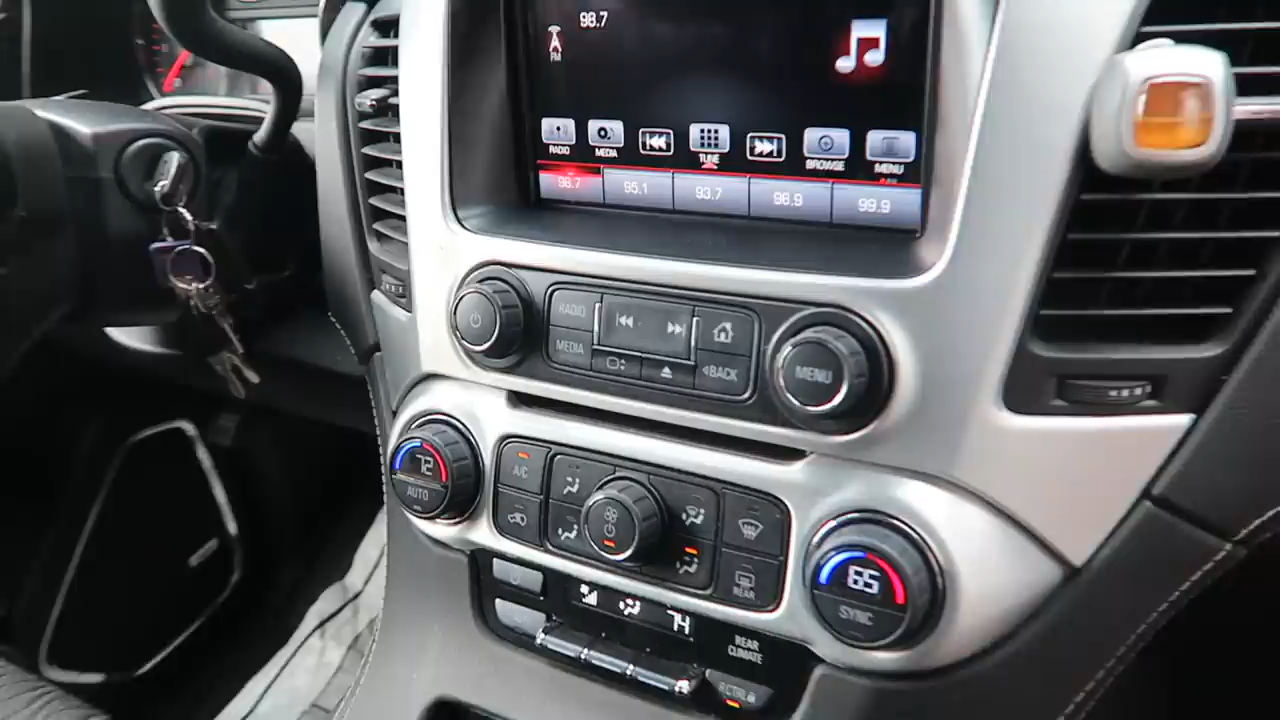 98.7
FM
RADIO
MEDIA
TUNE
BROWSE
MENU
98.7
95.1
93.7
96.9
99.9
RADIO
MEDIA
BACK
MENU
72
AUTO
A/C
REAR
65
SYNC
74
REAR
CLIMATE